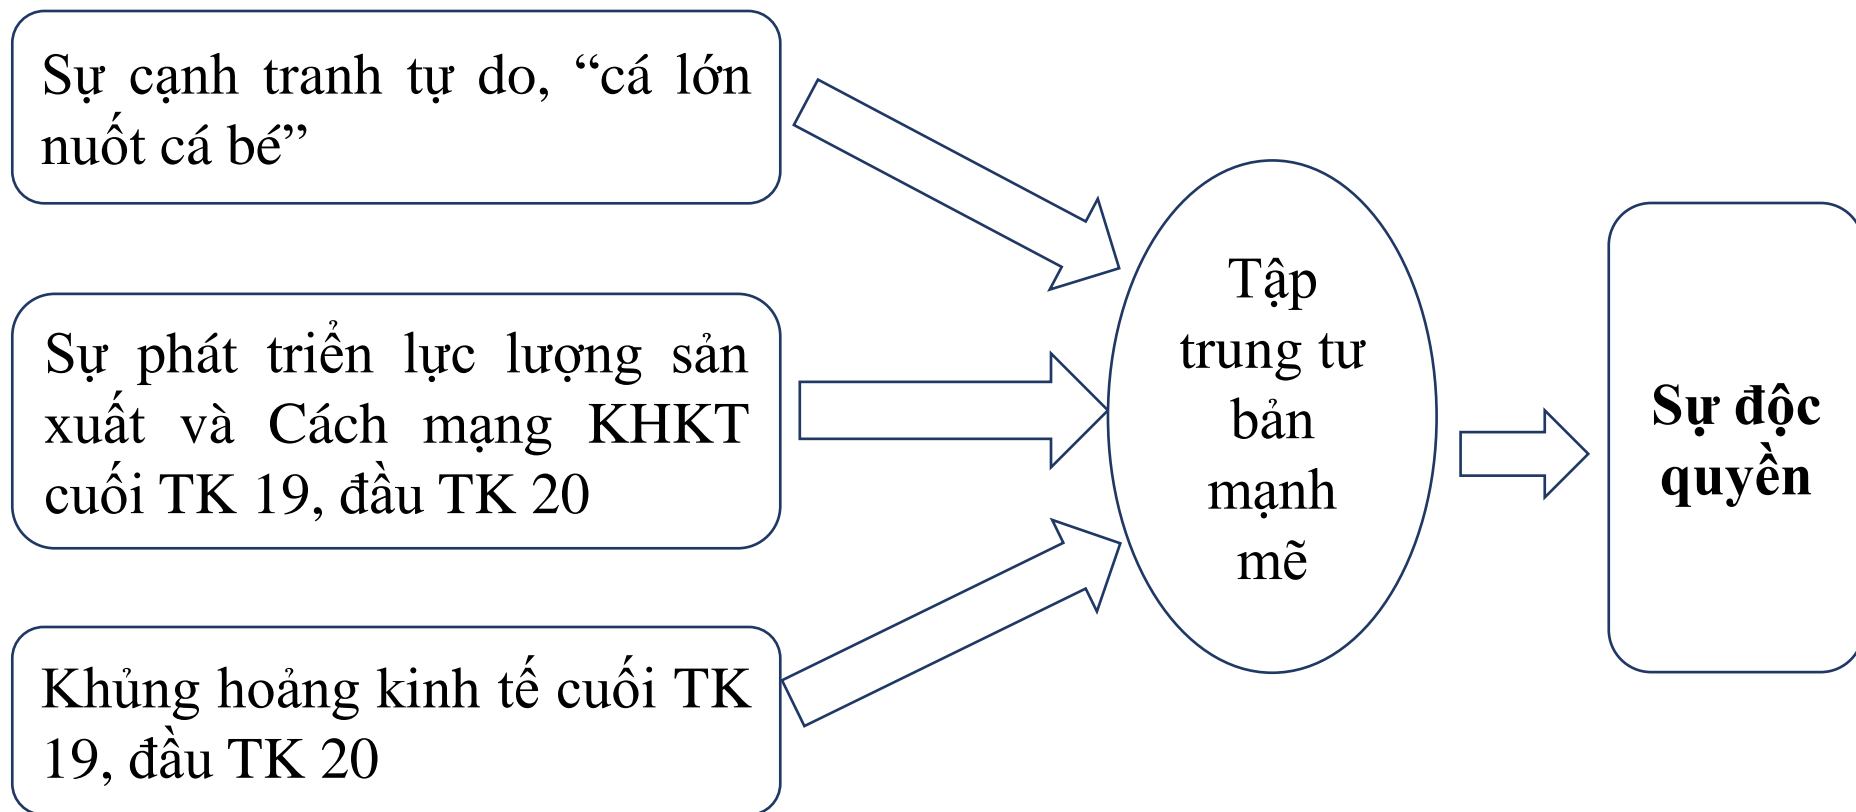 Sự cạnh tranh tự do, “cá lớn
nuốt cá bé”
Sự phát triển lực lượng sản
xuất và Cách mạng KHKT
cuối TK 19, đầu TK 20
Khủng hoảng kinh tế cuối TK
19, đầu TK 20
Tập
trung tư
bản
mạnh
mẽ
Sự độc
quyền